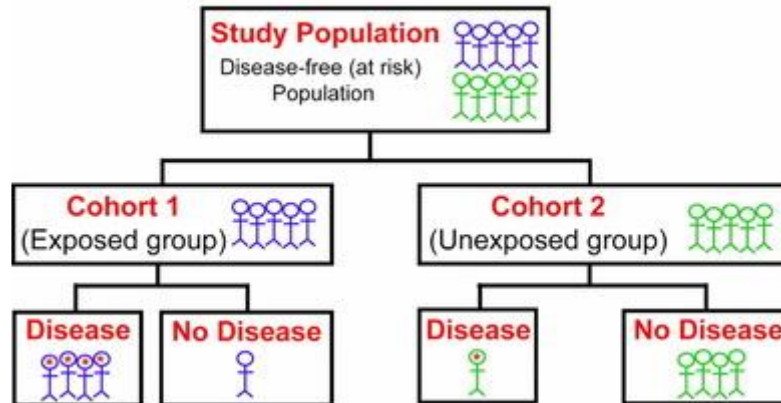 Study Population
Disease-free (at risk)
Population
Cohort 1
(Exposed group)
Cohort 2
(Unexposed group)
Disease
No Disease
Disease
No Disease